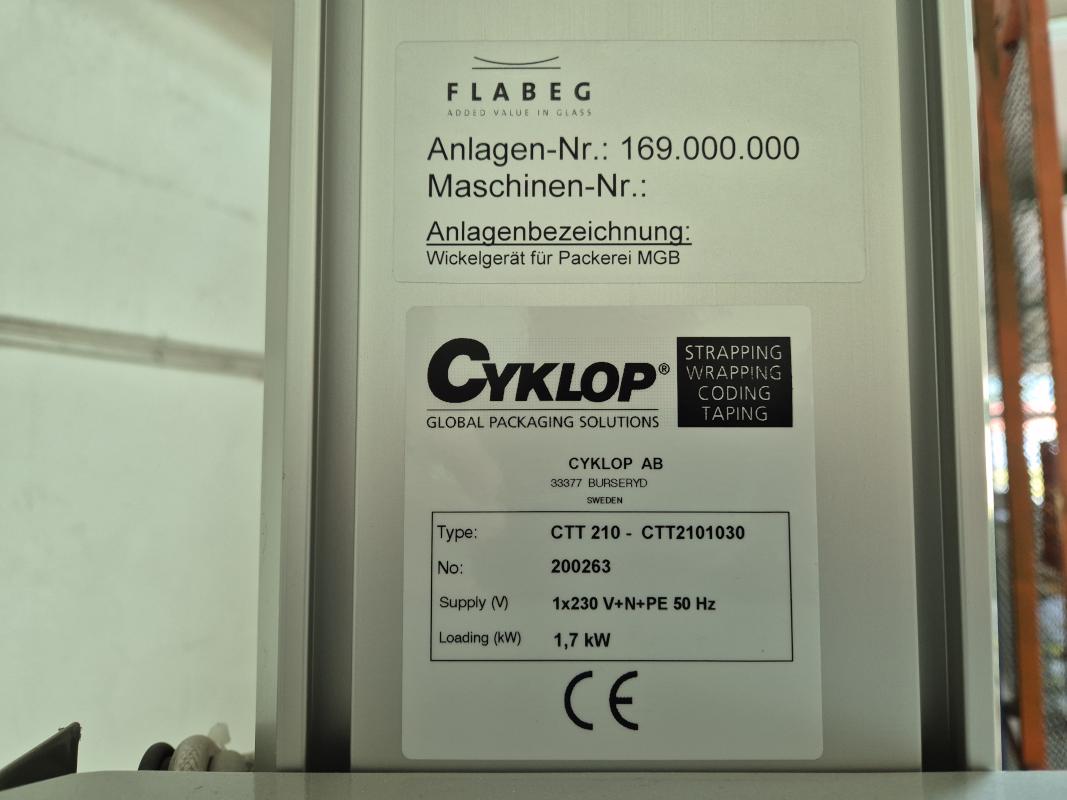 FLABEG
ADDED VALUE IN GLASS
Anlagen-Nr.: 169.000.000
Maschinen-Nr.:
Anlagenbezeichnung:
Wickelgerät für Packerei MGB
CYKLOP®
GLOBAL PACKAGING SOLUTIONS
STRAPPING
WRAPPING
CODING
TAPING
CYKLOP AB
33377 BURSERYD
SWEDEN
Type: CTT 210 - CTT2101030
No: 200263
Supply (V) 1x230 V+N+PE 50 Hz
Loading (kW) 1,7 kW
CE